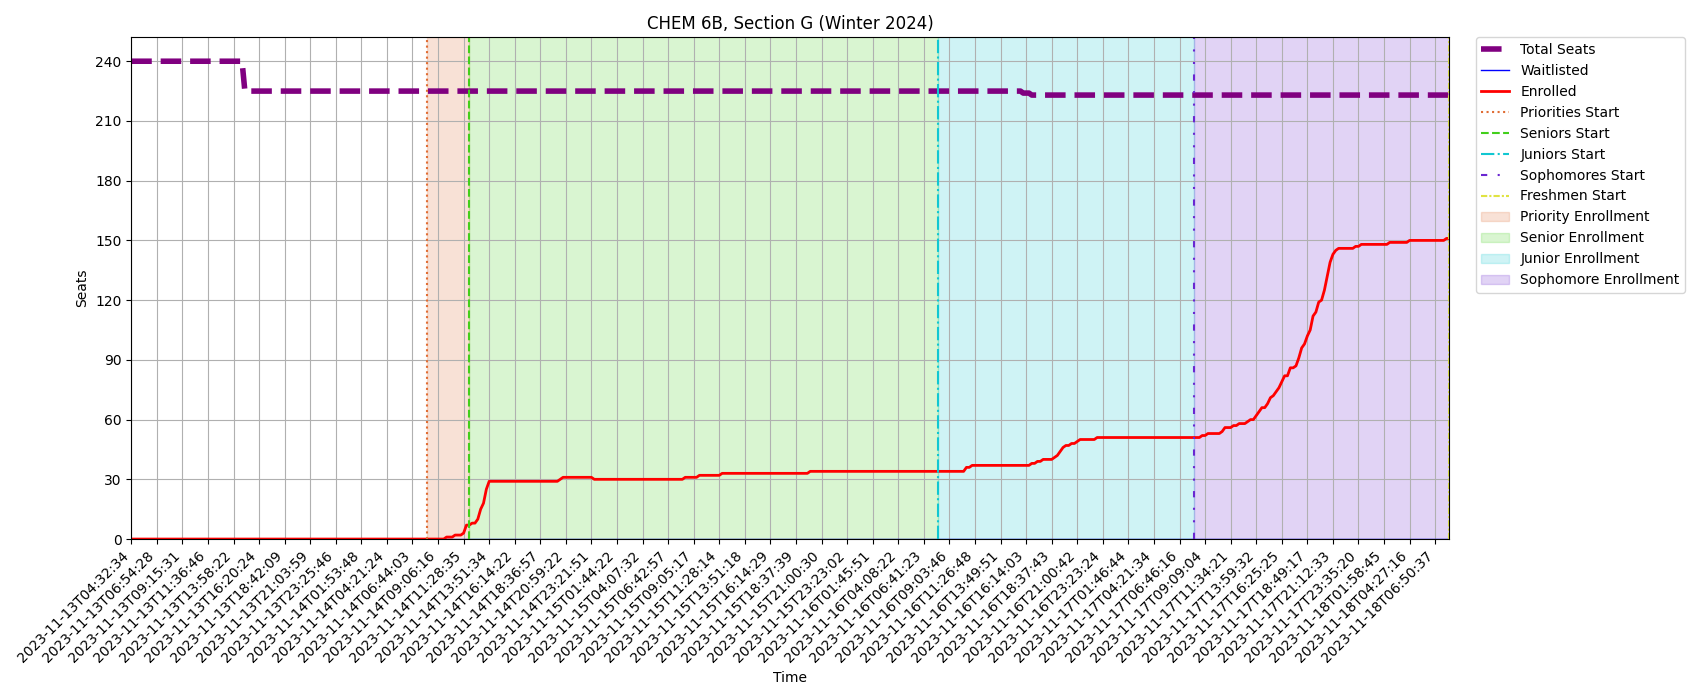 CHEM 6B, Section G (Winter 2024)
240
210
180
150
120
90
60
30
0
Seats
2023-11-13T04:32:34
2023-11-13T06:54:28
2023-11-13T09:15:31
2023-11-13T11:36:46
2023-11-13T13:58:22
2023-11-13T16:20:24
2023-11-13T18:42:09
2023-11-13T21:03:59
2023-11-13T23:25:46
2023-11-14T01:53:48
2023-11-14T04:21:24
2023-11-14T06:44:03
2023-11-14T09:06:16
2023-11-14T11:28:35
2023-11-14T13:51:34
2023-11-14T16:14:22
2023-11-14T18:36:57
2023-11-14T20:59:22
2023-11-14T23:21:51
2023-11-15T01:44:22
2023-11-15T04:07:32
2023-11-15T06:42:57
2023-11-15T09:05:17
2023-11-15T11:28:14
2023-11-15T13:51:18
2023-11-15T16:14:29
2023-11-15T18:37:39
2023-11-15T21:00:30
2023-11-15T23:23:02
2023-11-16T01:45:51
2023-11-16T04:08:22
2023-11-16T06:41:23
2023-11-16T09:03:46
2023-11-16T11:26:48
2023-11-16T13:49:51
2023-11-16T16:14:03
2023-11-16T18:37:43
2023-11-16T21:00:42
2023-11-16T23:23:24
2023-11-17T01:46:44
2023-11-17T04:21:34
2023-11-17T06:46:16
2023-11-17T09:09:04
2023-11-17T11:34:21
2023-11-17T13:59:32
2023-11-17T16:25:25
2023-11-17T18:49:17
2023-11-17T21:12:33
2023-11-17T23:35:20
2023-11-18T01:58:45
2023-11-18T04:27:16
2023-11-18T06:50:37
Time
Total Seats
Waitlisted
Enrolled
Priorities Start
Seniors Start
Juniors Start
Sophomores Start
Freshmen Start
Priority Enrollment
Senior Enrollment
Junior Enrollment
Sophomore Enrollment